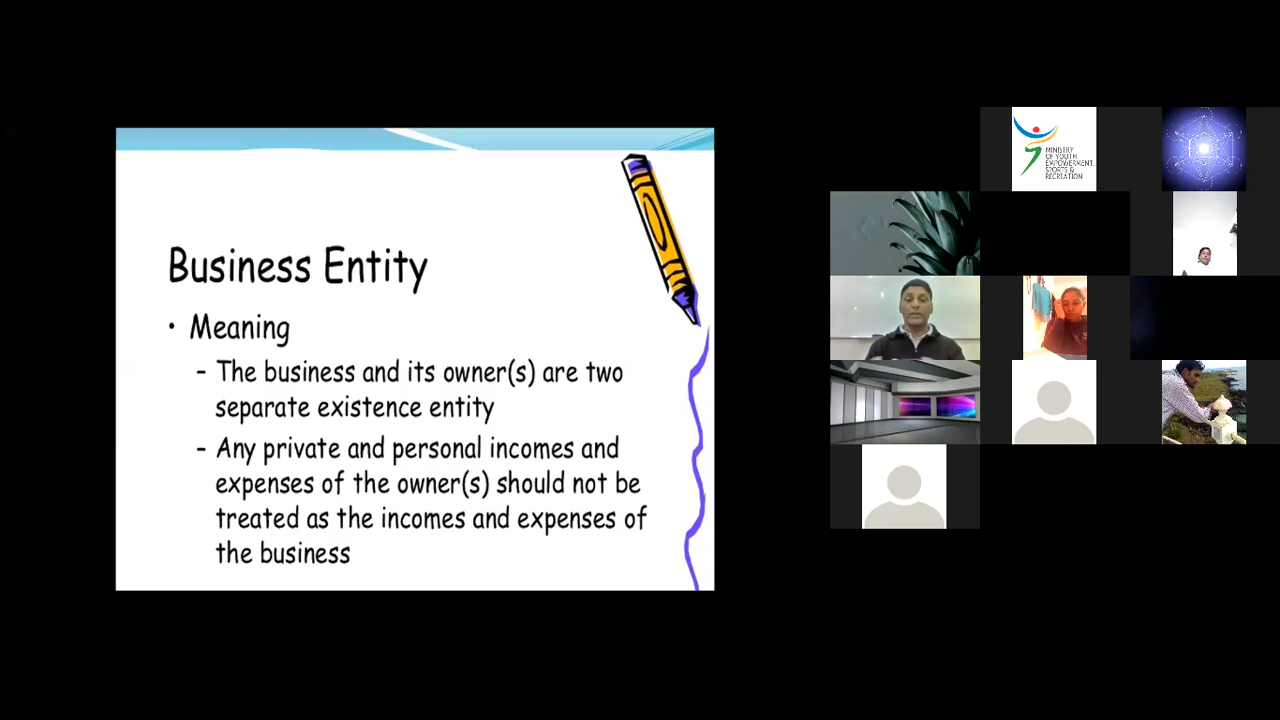 Business Entity
• Meaning
– The business and its owner(s) are two
separate existence entity
– Any private and personal incomes and
expenses of the owner(s) should not be
treated as the incomes and expenses of
the business
MINISTRY
OF YOUTH
EMPOWERMENT,
SPORTS &
RECREATION